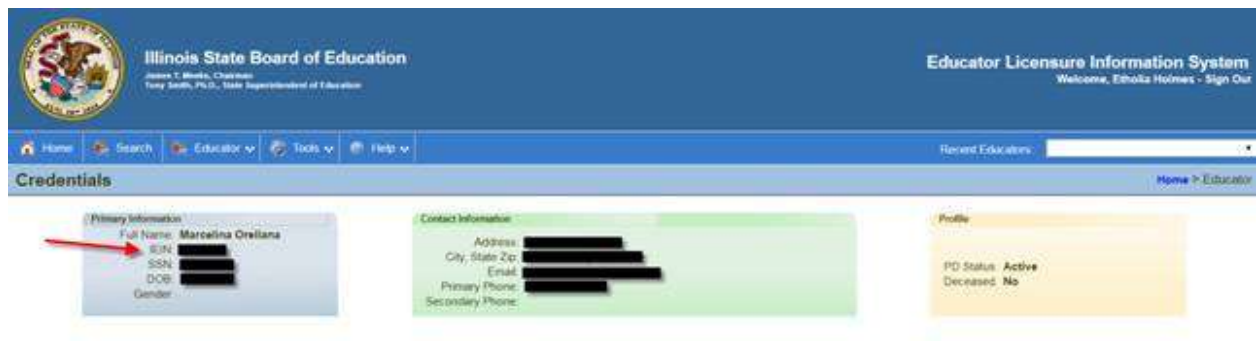 Illinois State Board of Education
James T. Meeks, Chairman
Tony Smith, Ph.D., State Superintendent of Education
Educator Licensure Information System
Welcome, Etholia Holmes - Sign Out
Home
Search
Educator
Tools
Help
Recent Educators:
Credentials
Home > Educator
Primary Information
Full Name: Marcelina Orellana
IEIN:
SSN:
DOB:
Gender:
Contact Information
Address:
City, State Zip:
Email:
Primary Phone:
Secondary Phone:
Profile
PD Status: Active
Deceased: No